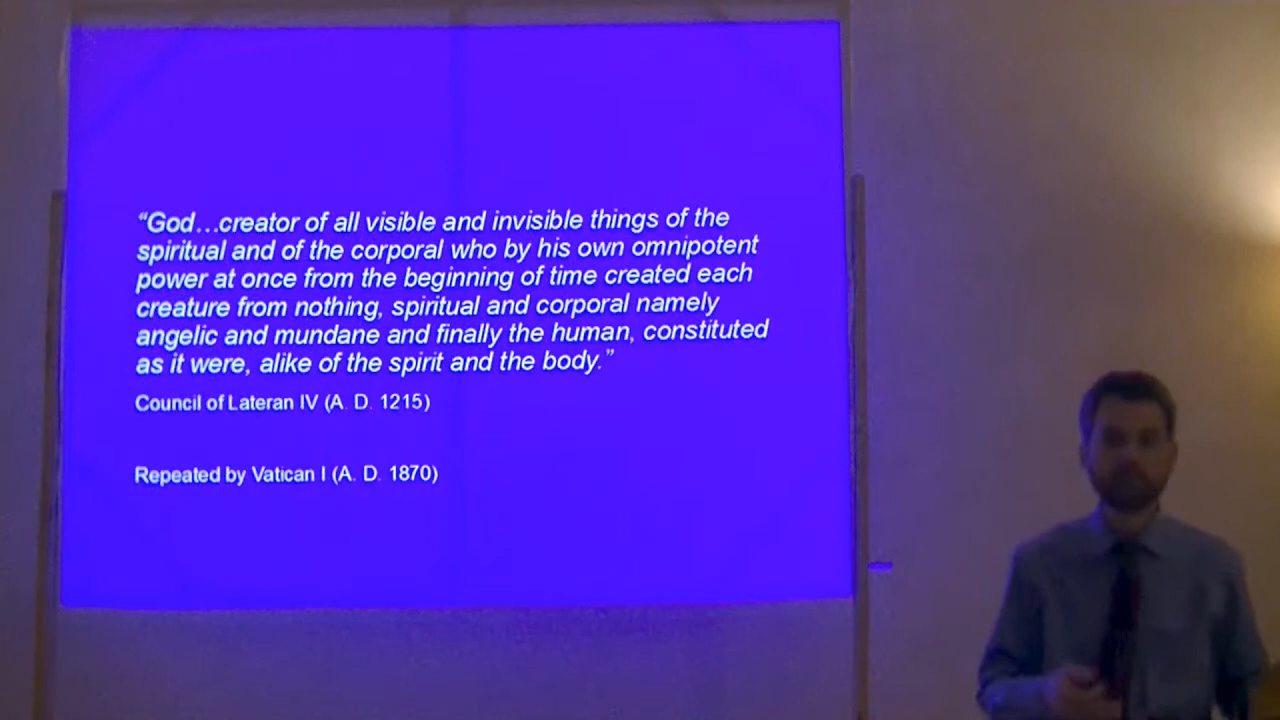 “God…creator of all visible and invisible things of the
spiritual and of the corporal who by his own omnipotent
power at once from the beginning of time created each
creature from nothing, spiritual and corporal namely
angelic and mundane and finally the human, constituted
as it were, alike of the spirit and the body.”
Council of Lateran IV (A. D. 1215)
Repeated by Vatican I (A. D. 1870)